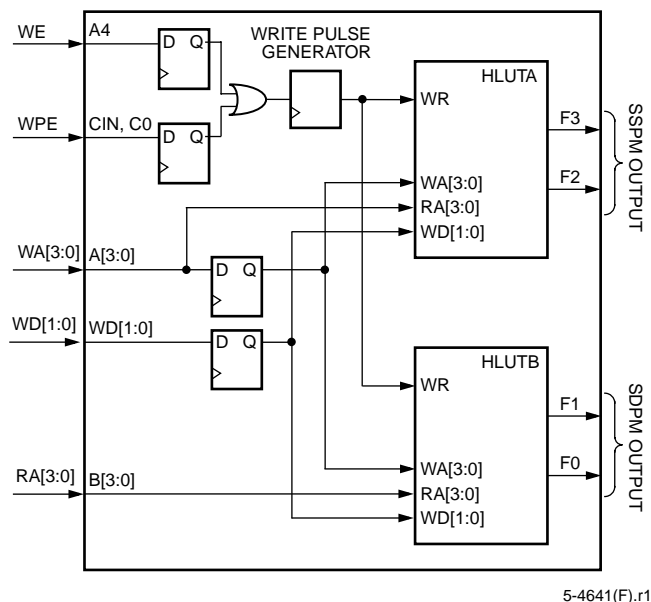 WE
A4
D Q
WRITE PULSE
GENERATOR
HLUTA
WR
F3
SSPM OUTPUT
WPE
CIN, C0
D Q
F2
WA[3:0]
RA[3:0]
WD[1:0]
WA[3:0]
A[3:0]
D Q
WD[1:0]
WD[1:0]
D Q
HLUTB
WR
F1
SDPM OUTPUT
F0
WA[3:0]
RA[3:0]
B[3:0]
RA[3:0]
WD[1:0]
5-4641(F).r1